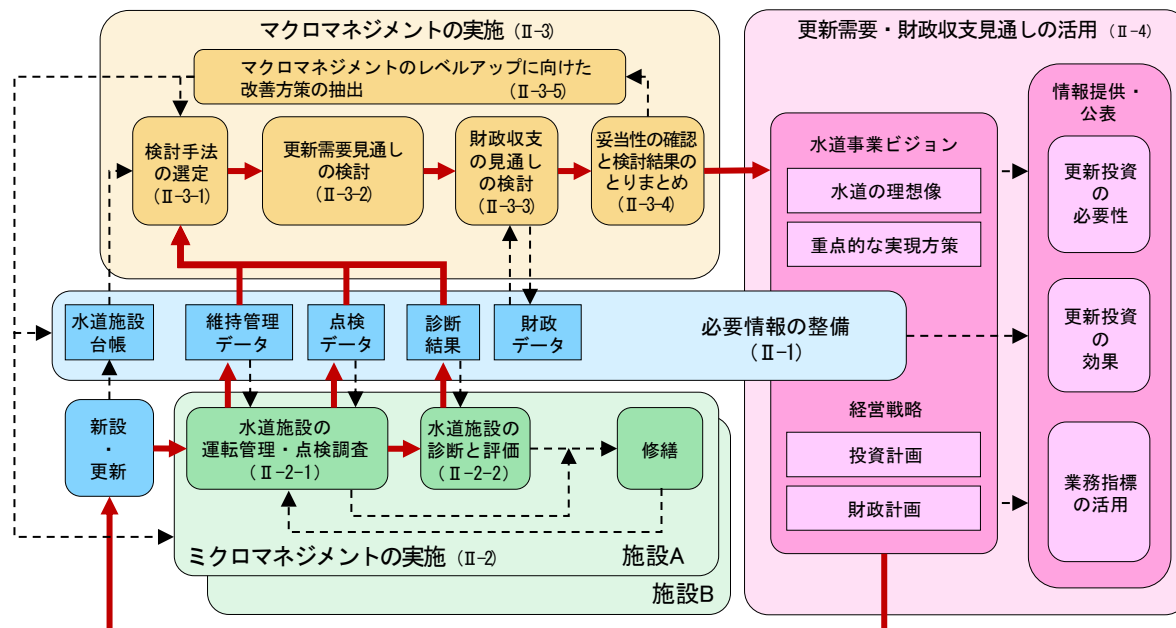 マクロマネジメントの実施 (Ⅱ-3)
マクロマネジメントのレベルアップに向けた
改善方策の抽出 (Ⅱ-3-5)
検討手法
の選定
(Ⅱ-3-1)
更新需要見通し
の検討
(Ⅱ-3-2)
財政収支
の見通し
の検討
(Ⅱ-3-3)
妥当性の確認
と検討結果の
とりまとめ
(Ⅱ-3-4)
水道施設
台帳
維持管理
データ
点検
データ
診断
結果
財政
データ
必要情報の整備
(Ⅱ-1)
新設
・
更新
水道施設の
運転管理・点検調査
(Ⅱ-2-1)
水道施設の
診断と評価
(Ⅱ-2-2)
修繕
ミクロマネジメントの実施 (Ⅱ-2)
施設A
施設B
更新需要・財政収支見通しの活用 (Ⅱ-4)
水道事業ビジョン
水道の理想像
重点的な実現方策
経営戦略
投資計画
財政計画
情報提供・
公表
更新投資
の
必要性
更新投資
の
効果
業務指標
の活用